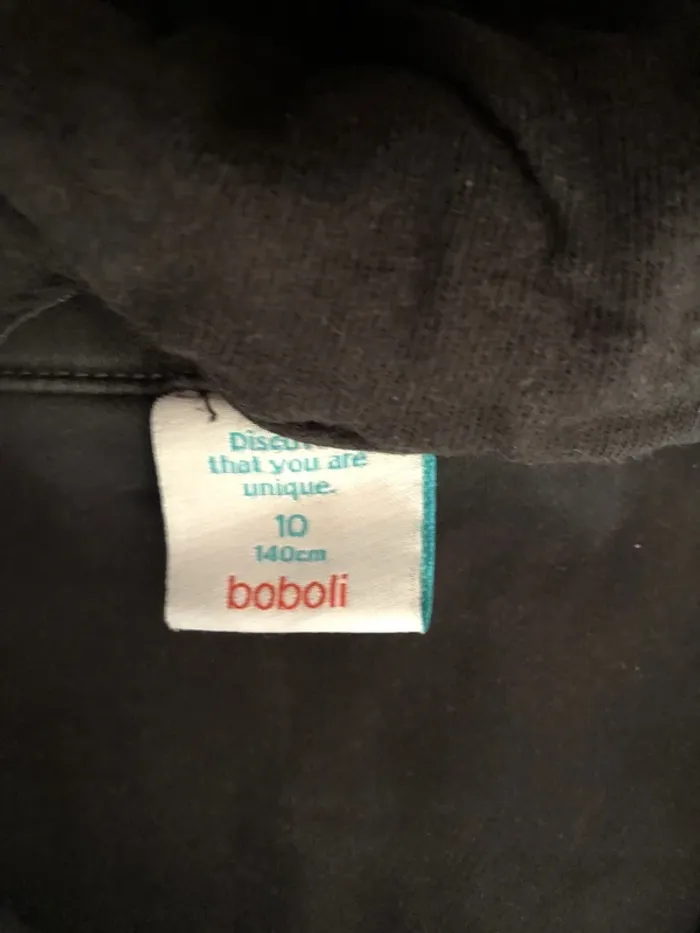 that you are
unique.
10
140cm
boboli